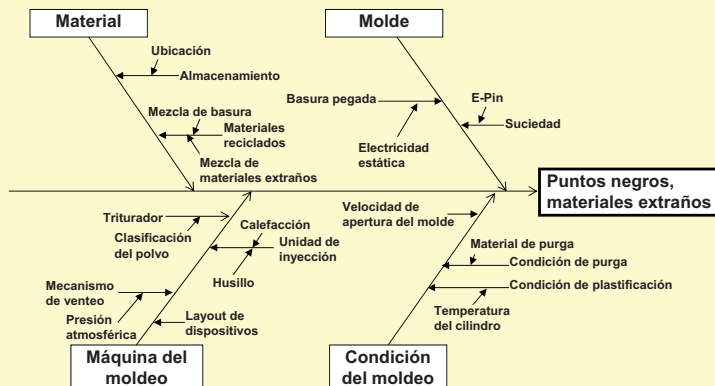 Material
Molde
Ubicación
Almacenamiento
Mezcla de basura
Materiales
reciclados
Mezcla de
materiales extraños
Basura pegada
Electricidad
estática
E-Pin
Suciedad
Puntos negros,
materiales extraños
Triturador
Clasificación
del polvo
Calefacción
Unidad de
inyección
Husillo
Mecanismo
de venteo
Presión
atmosférica
Layout de
dispositivos
Velocidad de
apertura del molde
Material de purga
Condición de purga
Condición de plastificación
Temperatura
del cilindro
Máquina del
moldeo
Condición
del moldeo